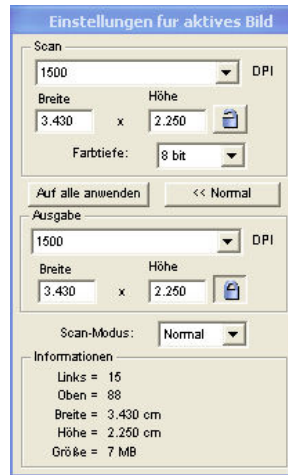 Einstellungen fur aktives Bild
Scan
1500 DPI
Breite Höhe
3.430 x 2.250
Farbtiefe: 8 bit
Auf alle anwenden << Normal
Ausgabe
1500 DPI
Breite Höhe
3.430 x 2.250
Scan-Modus: Normal
Informationen
Links = 15
Oben = 88
Breite = 3.430 cm
Höhe = 2.250 cm
Größe = 7 MB